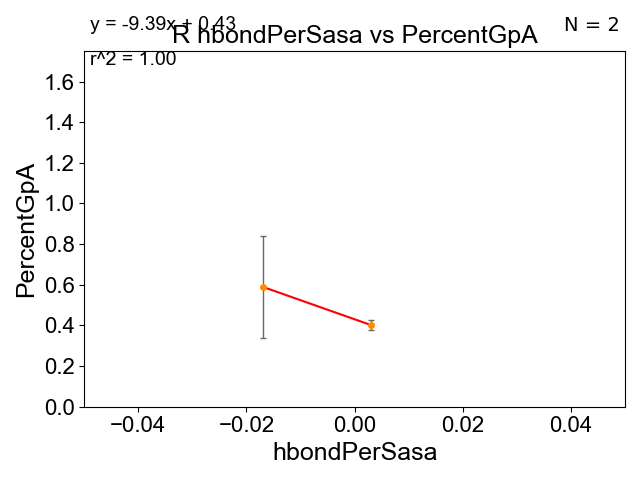 y = -9.39x + 0.43
N = 2
R hbondPerSasa vs PercentGpA
r^2 = 1.00
PercentGpA
1.6
1.4
1.2
1.0
0.8
0.6
0.4
0.2
0.0
−0.04 −0.02 0.00 0.02 0.04
hbondPerSasa